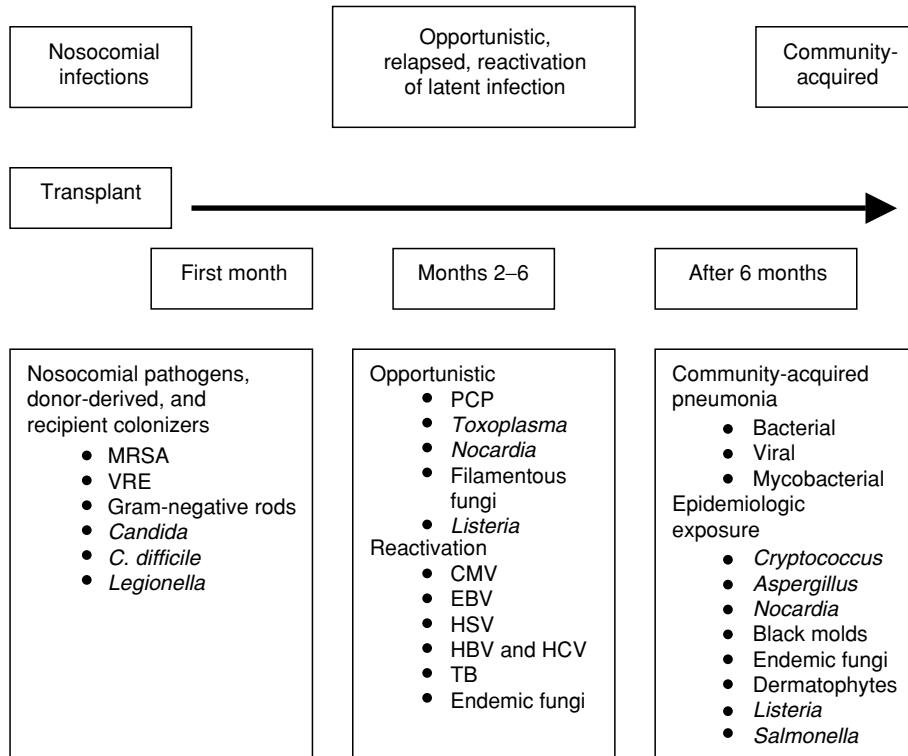 Nosocomial
infections
Opportunistic,
relapsed, reactivation
of latent infection
Community-
acquired
Transplant
First month
Months 2–6
After 6 months
Nosocomial pathogens,
donor-derived, and
recipient colonizers
• MRSA
• VRE
• Gram-negative rods
• Candida
• C. difficile
• Legionella
Opportunistic
• PCP
• Toxoplasma
• Nocardia
• Filamentous
fungi
• Listeria
Reactivation
• CMV
• EBV
• HSV
• HBV and HCV
• TB
• Endemic fungi
Community-acquired
pneumonia
• Bacterial
• Viral
• Mycobacterial
Epidemiologic
exposure
• Cryptococcus
• Aspergillus
• Nocardia
• Black molds
• Endemic fungi
• Dermatophytes
• Listeria
• Salmonella